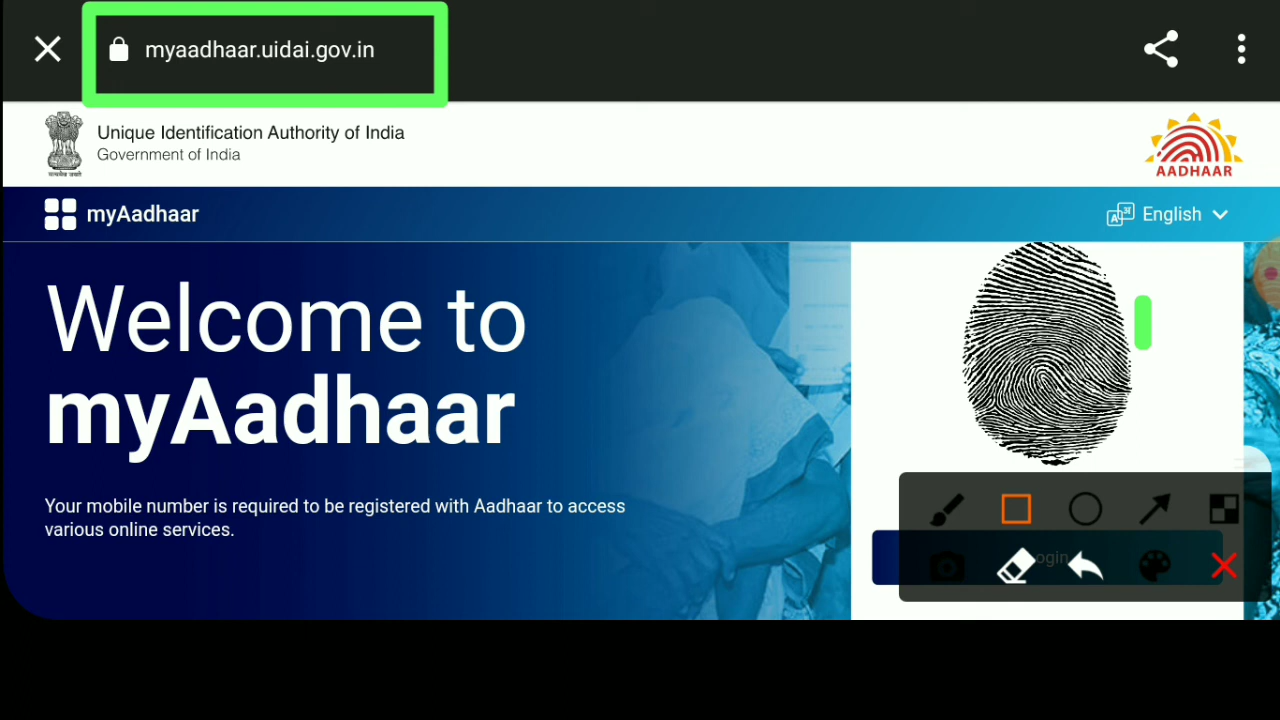 myaadhaar.uidai.gov.in
Unique Identification Authority of India
Government of India
AADHAAR
myAadhaar
English
Welcome to
myAadhaar
Your mobile number is required to be registered with Aadhaar to access
various online services.